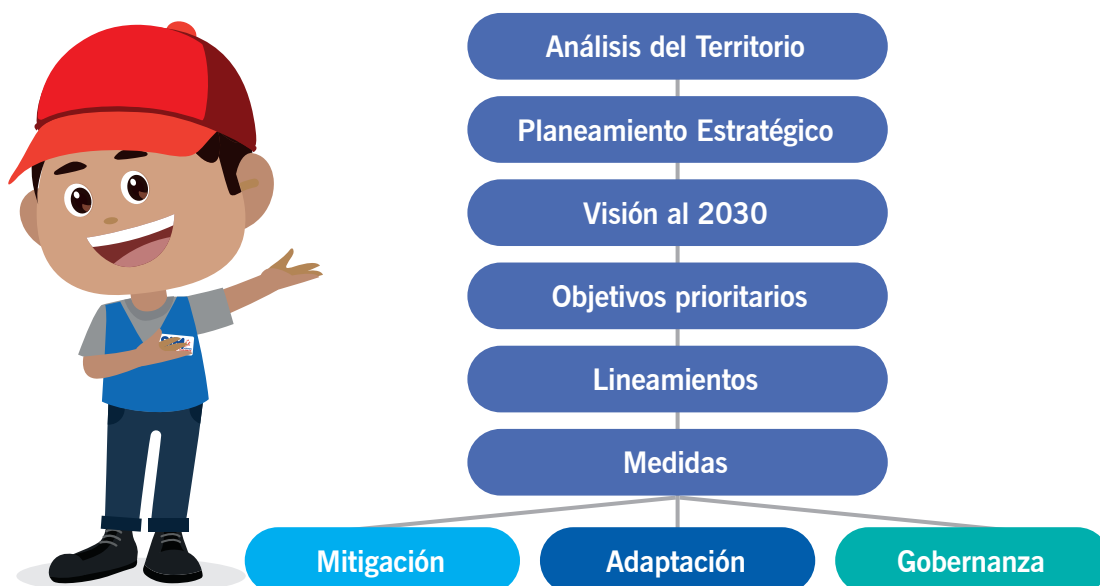 Análisis del Territorio
Planeamiento Estratégico
Visión al 2030
Objetivos prioritarios
Lineamientos
Medidas
Mitigación
Adaptación
Gobernanza